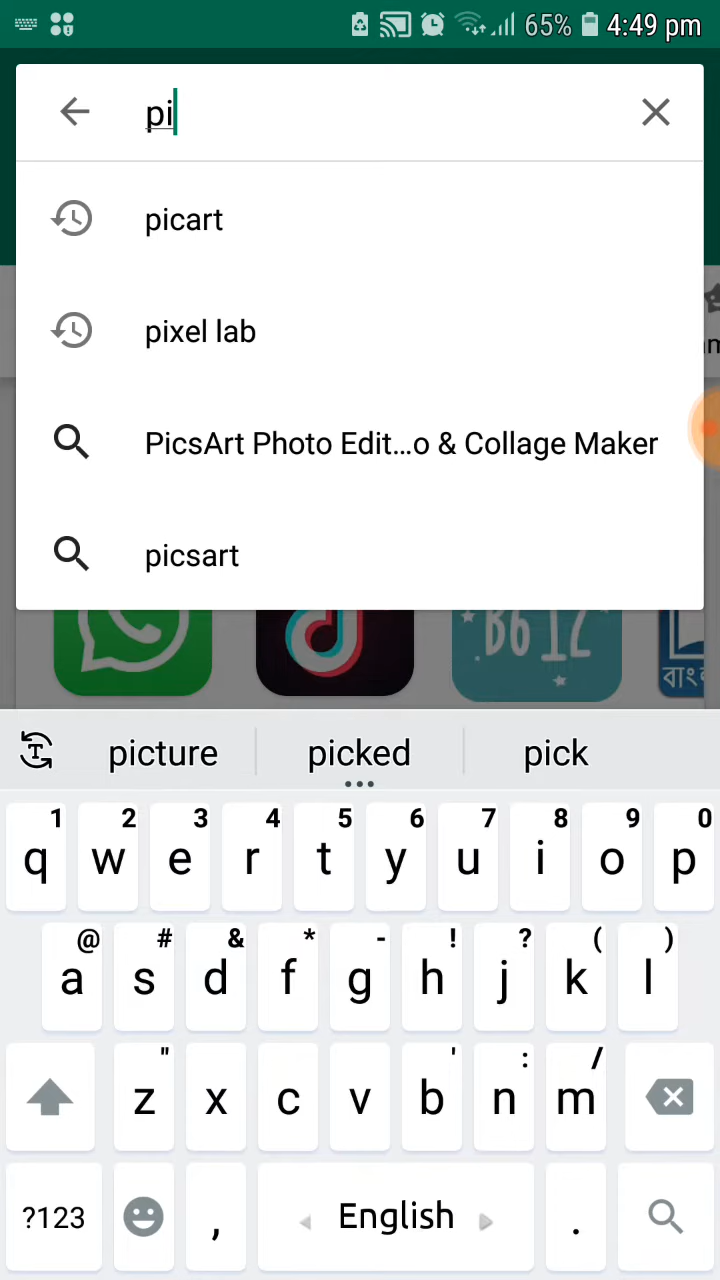 65% 4:49 pm
pi
picart
pixel lab
PicsArt Photo Edit...o & Collage Maker
picsart
B612
বাং
picture picked pick
1 2 3 4 5 6 7 8 9 0
q w e r t y u i o p
@ # & * - ! ? ( )
a s d f g h j k l
" ' : /
z x c v b n m
?123 , English .